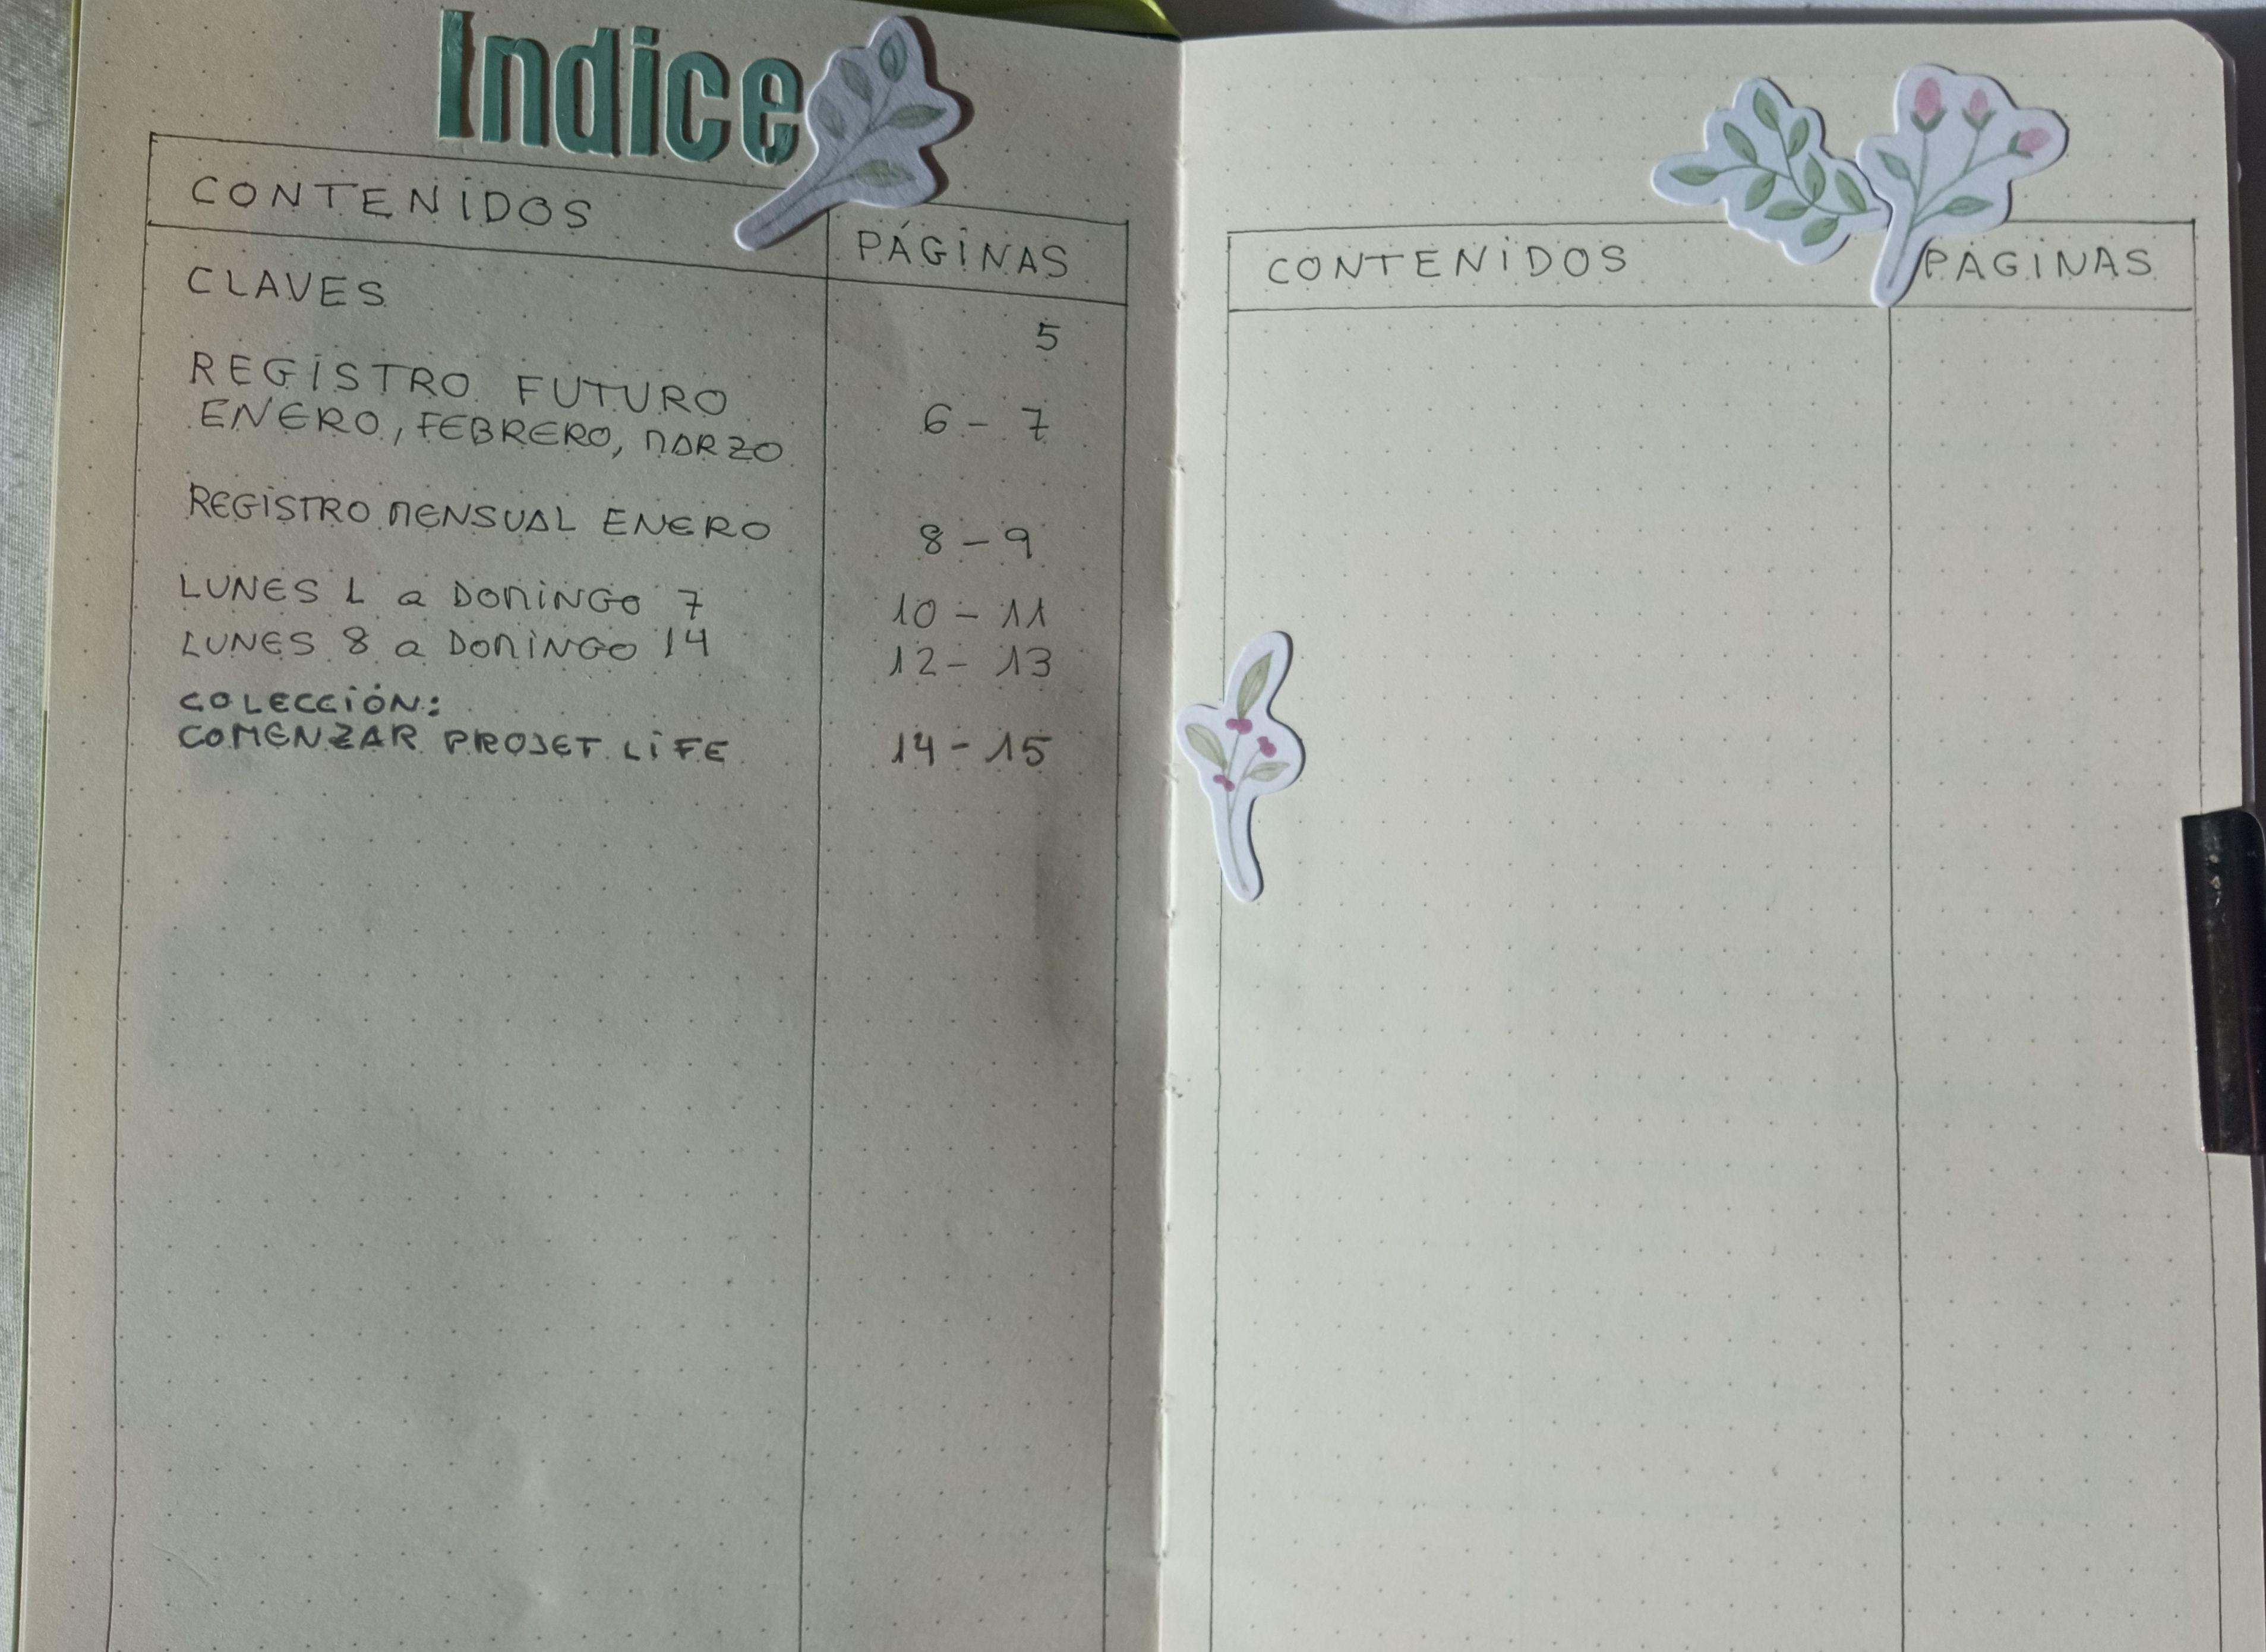 Indice
CONTENIDOS PÁGINAS
CLAVES 5
REGISTRO FUTURO
ENERO, FEBRERO, MARZO 6 - 7
REGISTRO MENSUAL ENERO 8 - 9
LUNES 1 a DOMINGO 7 10 - 11
LUNES 8 a DOMINGO 14 12 - 13
COLECCIÓN:
COMENZAR PROJET LIFE 14 - 15
CONTENIDOS PÁGINAS